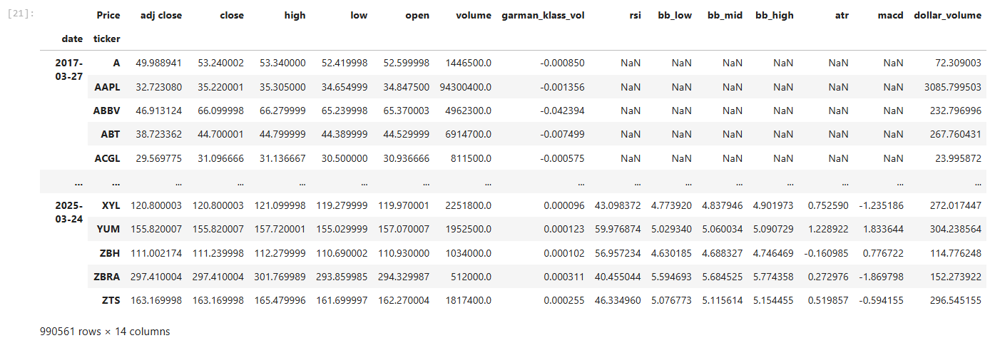 [21]: Price adj close close high low open volume garman_klass_vol rsi bb_low bb_mid bb_high atr macd dollar_volume
date ticker
2017-03-27 A 49.988941 53.240002 53.340000 52.419998 52.599998 1446500.0 -0.000850 NaN NaN NaN NaN NaN NaN 72.309003
AAPL 32.723080 35.220001 35.305000 34.654999 34.847500 94300400.0 -0.001356 NaN NaN NaN NaN NaN NaN 3085.799503
ABBV 46.913124 66.099998 66.279999 65.239998 65.370003 4962300.0 -0.042394 NaN NaN NaN NaN NaN NaN 232.796996
ABT 38.723362 44.700001 44.799999 44.389999 44.529999 6914700.0 -0.007499 NaN NaN NaN NaN NaN NaN 267.760431
ACGL 29.569775 31.096666 31.136667 30.500000 30.936666 811500.0 -0.000575 NaN NaN NaN NaN NaN NaN 23.995872
... ... ... ... ... ... ... ... ... ... ... ... ... ... ... ...
2025-03-24 XYL 120.800003 120.800003 121.099998 119.279999 119.970001 2251800.0 0.000096 43.098372 4.773920 4.837946 4.901973 0.752590 -1.235186 272.017447
YUM 155.820007 155.820007 157.720001 155.029999 157.070007 1952500.0 0.000123 59.976874 5.029340 5.060034 5.090729 1.228922 1.833644 304.238564
ZBH 111.002174 111.239998 112.279999 110.690002 110.930000 1034000.0 0.000102 56.957234 4.630185 4.688327 4.746469 -0.160985 0.776722 114.776248
ZBRA 297.410004 297.410004 301.769989 293.859985 294.329987 512000.0 0.000311 40.455044 5.594693 5.684525 5.774358 0.272976 -1.869798 152.273922
ZTS 163.169998 163.169998 165.479996 161.699997 162.270004 1817400.0 0.000255 46.334960 5.076773 5.115614 5.154455 0.519857 -0.594155 296.545155
990561 rows × 14 columns